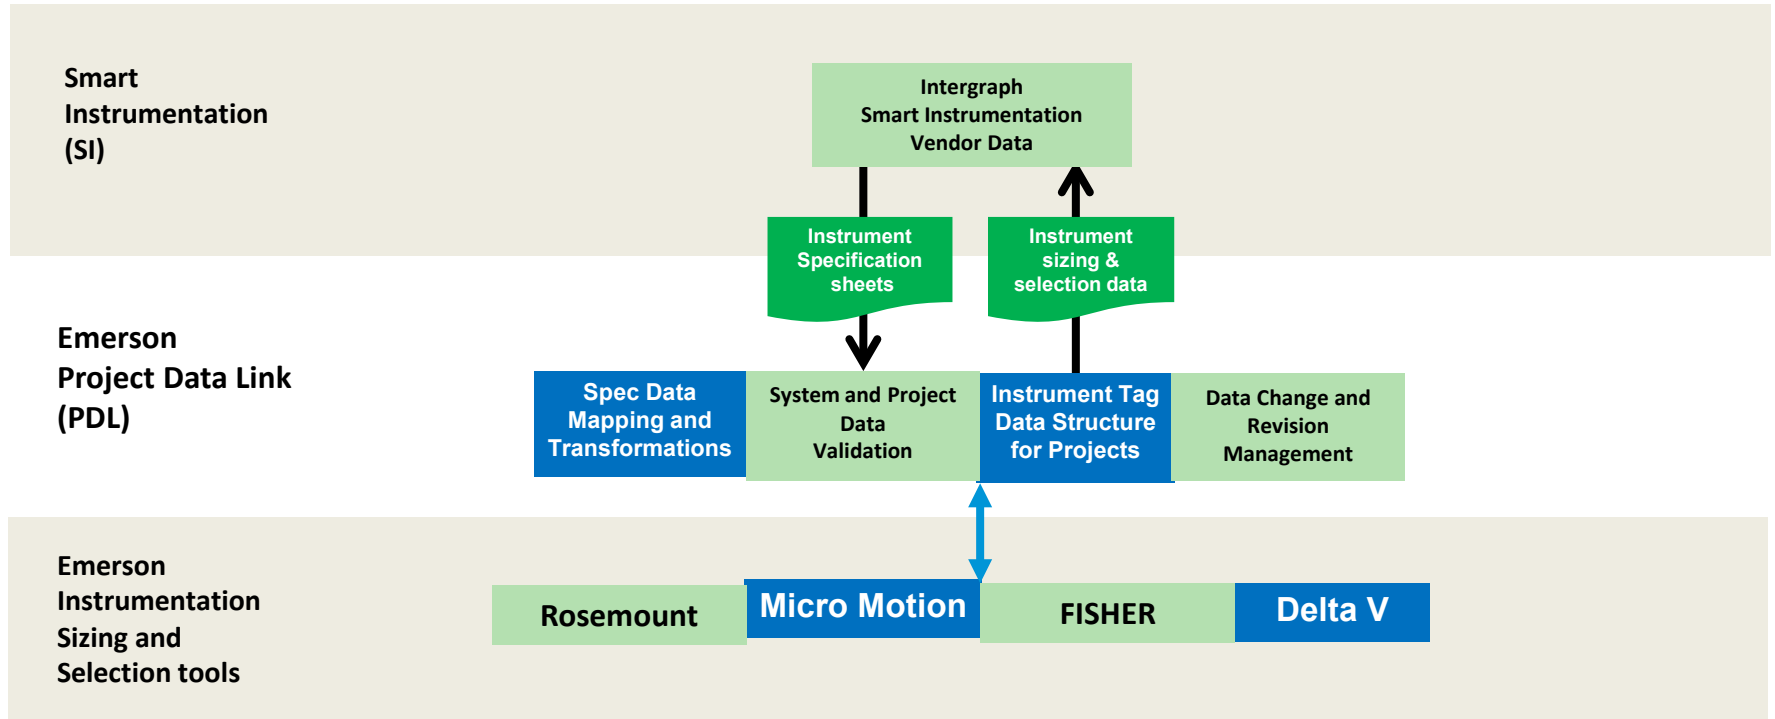 Smart
Instrumentation
(SI)
Intergraph
Smart Instrumentation
Vendor Data
Instrument
Specification
sheets
Instrument
sizing &
selection data
Emerson
Project Data Link
(PDL)
Spec Data
Mapping and
Transformations
System and Project
Data
Validation
Instrument Tag
Data Structure
for Projects
Data Change and
Revision
Management
Emerson
Instrumentation
Sizing and
Selection tools
Rosemount
Micro Motion
FISHER
Delta V